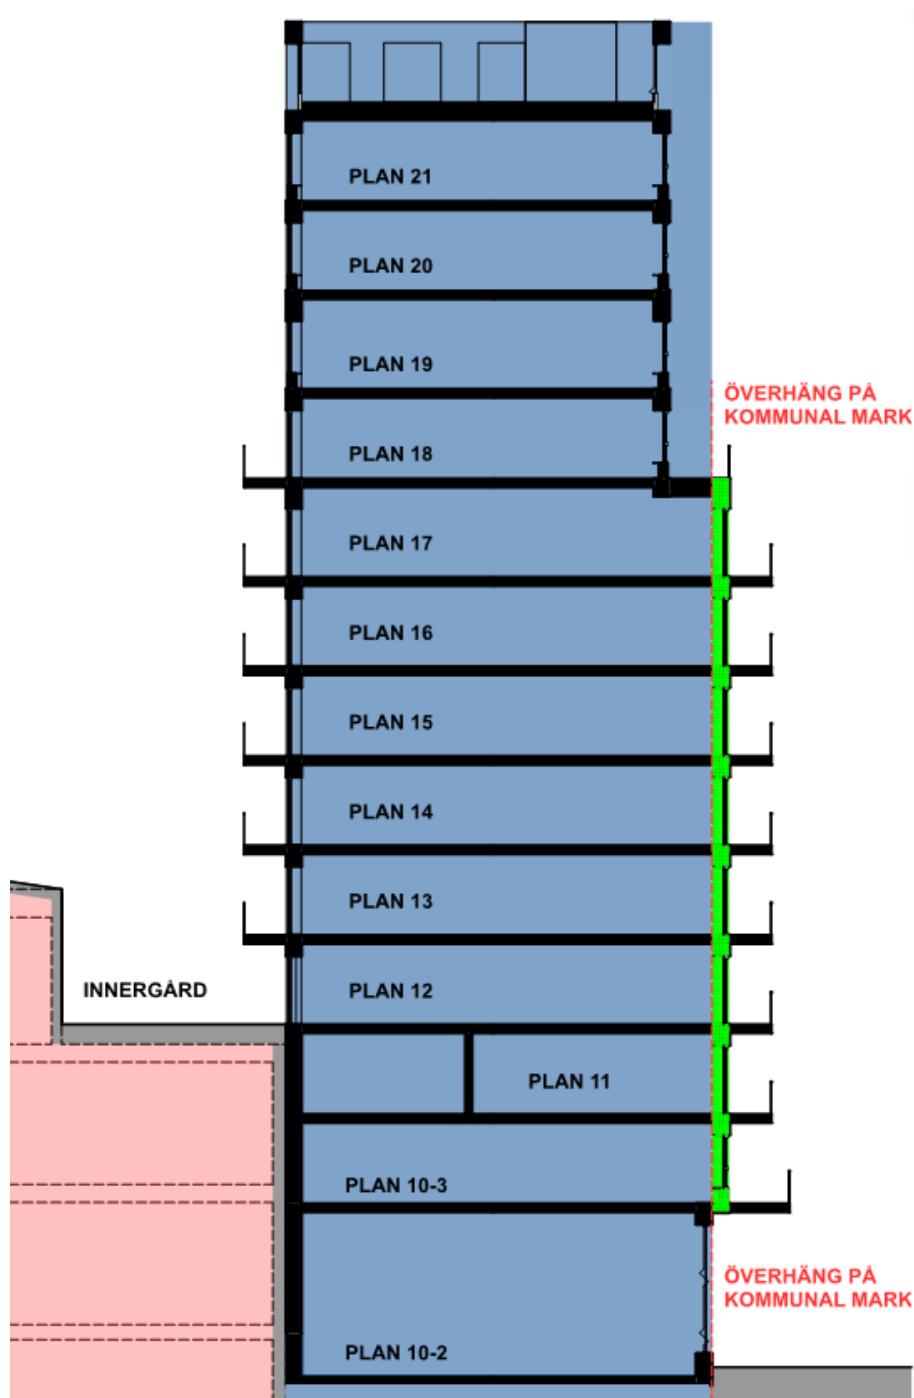 PLAN 21
PLAN 20
PLAN 19
ÖVERHÄNG PÅ
KOMMUNAL MARK
PLAN 18
PLAN 17
PLAN 16
PLAN 15
PLAN 14
PLAN 13
INNERGÅRD
PLAN 12
PLAN 11
PLAN 10-3
ÖVERHÄNG PÅ
KOMMUNAL MARK
PLAN 10-2